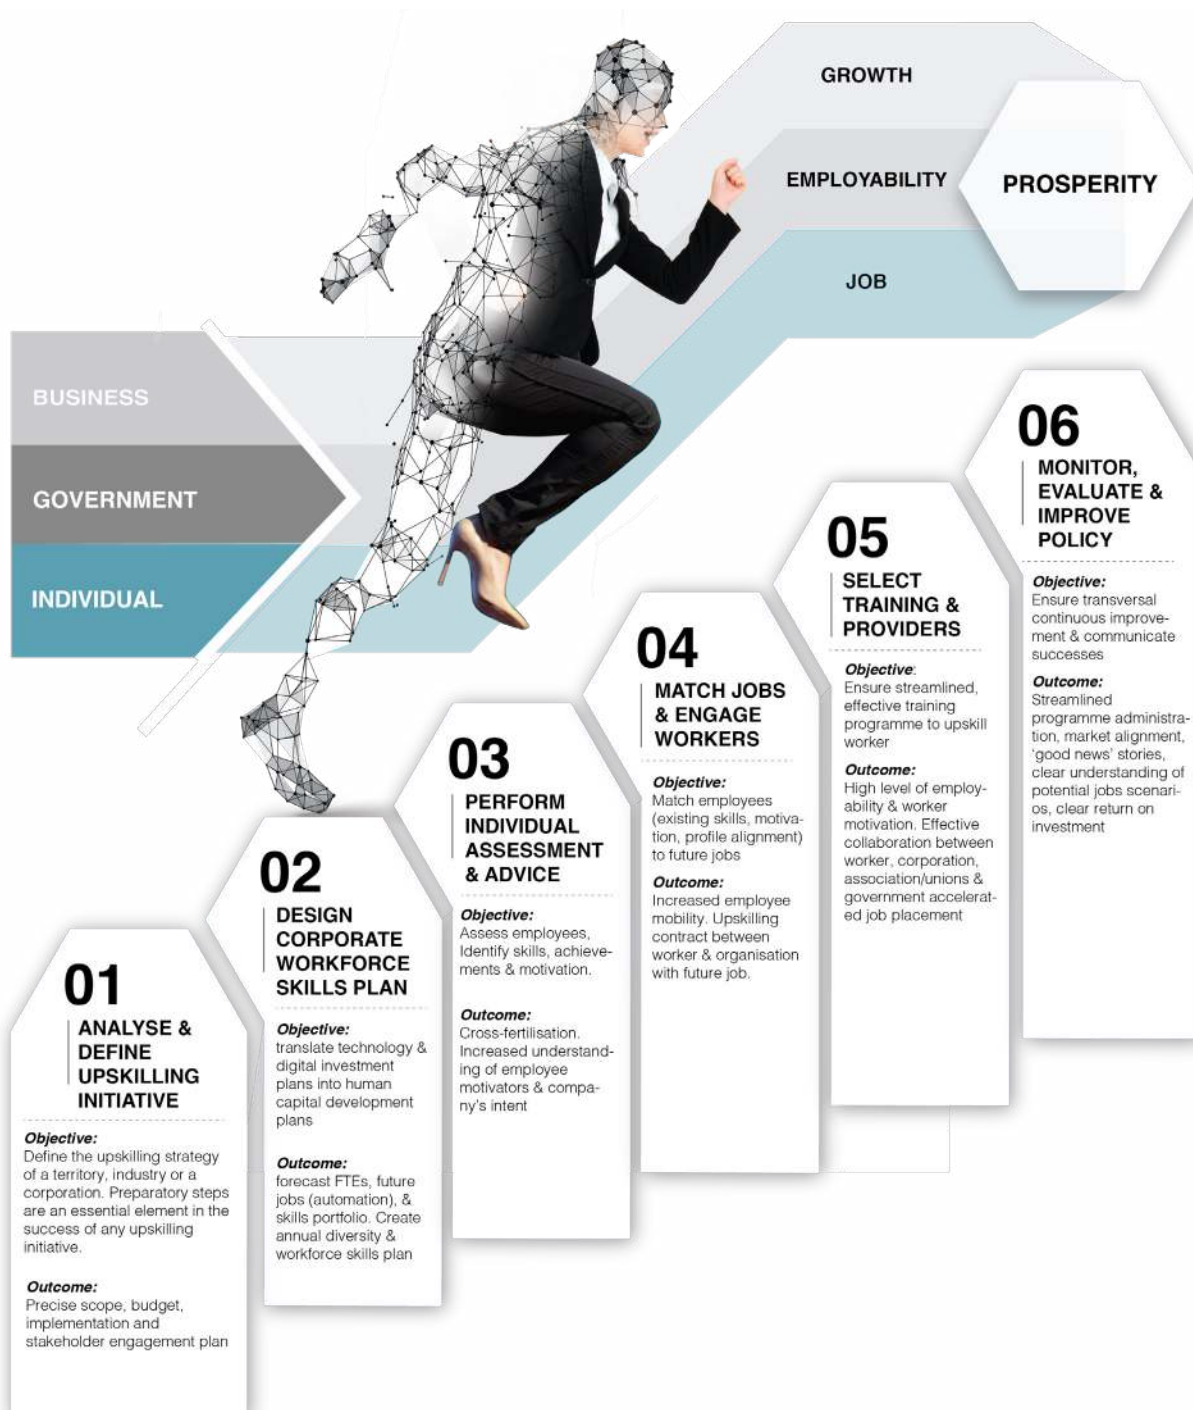 GROWTH
EMPLOYABILITY
PROSPERITY
JOB
BUSINESS
GOVERNMENT
INDIVIDUAL
01
ANALYSE &
DEFINE
UPSKILLING
INITIATIVE
Objective:
Define the upskilling strategy
of a territory, industry or a
corporation. Preparatory steps
are an essential element in the
success of any upskilling
initiative.
Outcome:
Precise scope, budget,
implementation and
stakeholder engagement plan
02
DESIGN
CORPORATE
WORKFORCE
SKILLS PLAN
Objective:
translate technology &
digital investment
plans into human
capital development
plans
Outcome:
forecast FTEs, future
jobs (automation), &
skills portfolio. Create
annual diversity &
workforce skills plan
03
PERFORM
INDIVIDUAL
ASSESSMENT
& ADVICE
Objective:
Assess employees,
Identify skills, achieve-
ments & motivation.
Outcome:
Cross-fertilisation.
Increased understand-
ing of employee
motivators & compa-
ny's intent
04
MATCH JOBS
& ENGAGE
WORKERS
Objective:
Match employees
(existing skills, motiva-
tion, profile alignment)
to future jobs
Outcome:
Increased employee
mobility. Upskilling
contract between
worker & organisation
with future job.
05
SELECT
TRAINING &
PROVIDERS
Objective:
Ensure streamlined,
effective training
programme to upskill
worker
Outcome:
High level of employ-
ability & worker
motivation. Effective
collaboration between
worker, corporation,
association/unions &
government accelerat-
ed job placement
06
MONITOR,
EVALUATE &
IMPROVE
POLICY
Objective:
Ensure transversal
continuous improve-
ment & communicate
successes
Outcome:
Streamlined
programme administra-
tion, market alignment,
'good news' stories,
clear understanding of
potential jobs scenari-
os, clear return on
investment